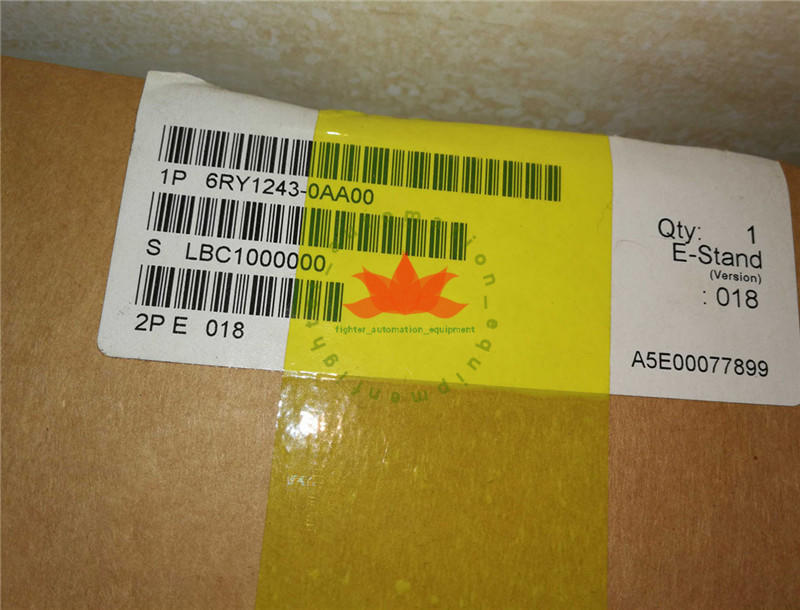 1P 6RY1243-0AA00
S LBC1000000
2P E 018
Qty: 1
E-Stand
(Version)
: 018
A5E00077899
fighter_automation_equipment